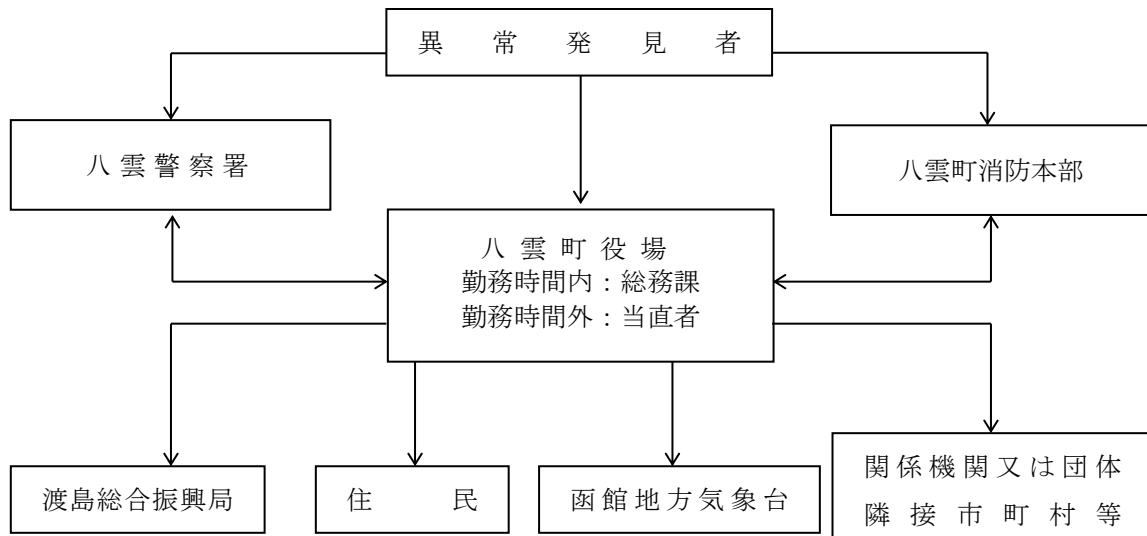 異常発見者
八雲警察署
八雲町消防本部
八雲町役場
勤務時間内：総務課
勤務時間外：当直者
渡島総合振興局
住民
函館地方気象台
関係機関又は団体
隣接市町村等